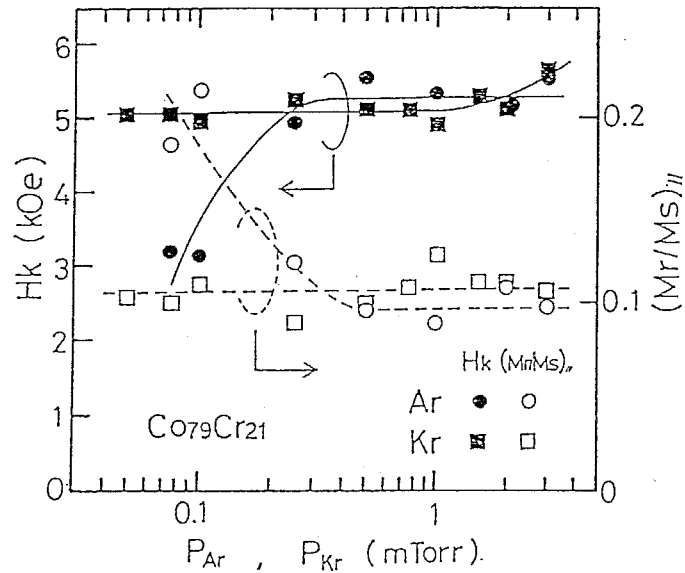 6
5
4
3
2
1
0
Hk (kOe)
0.2
0.1
0
(Mr/Ms)//
Hk (Mr/Ms)//
Ar
Kr
Co79Cr21
0.1
1
PAr , PKr (mTorr).